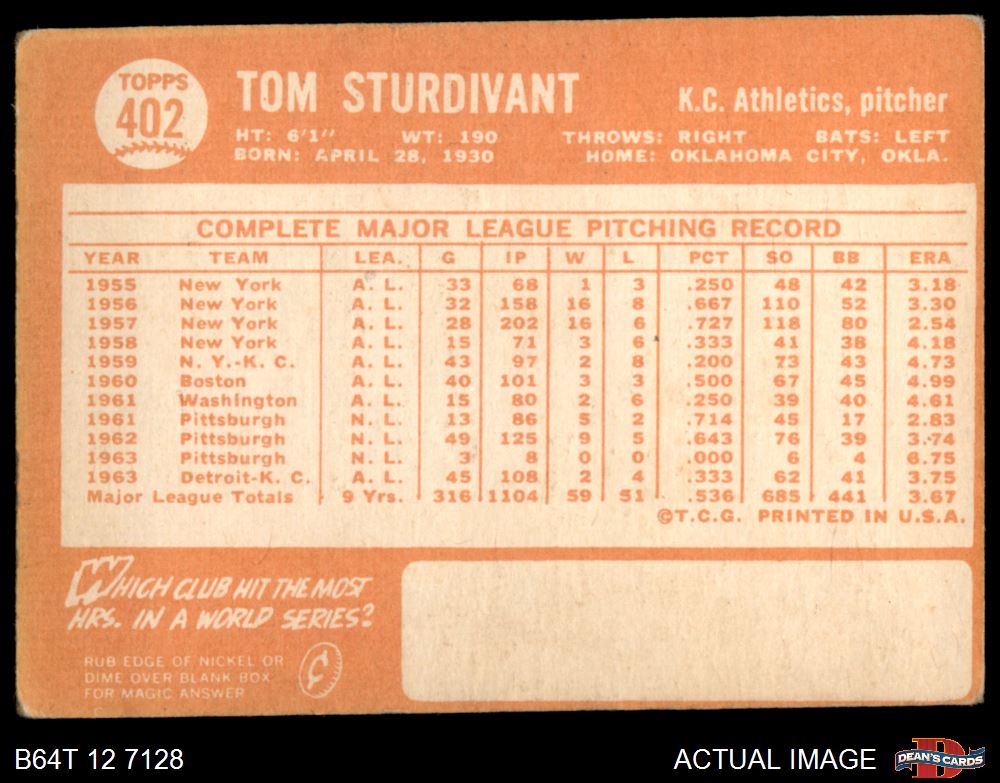 TOPPS
402
TOM STURDIVANT
K.C. Athletics, pitcher
HT: 6'1" WT: 190 THROWS: RIGHT BATS: LEFT
BORN: APRIL 28, 1930 HOME: OKLAHOMA CITY, OKLA.
COMPLETE MAJOR LEAGUE PITCHING RECORD
YEAR TEAM LEA. G IP W L PCT SO BB ERA
1955 New York A. L. 33 68 1 3 .250 48 42 3.18
1956 New York A. L. 32 158 16 8 .667 110 52 3.30
1957 New York A. L. 28 202 16 6 .727 118 80 2.54
1958 New York A. L. 15 71 3 6 .333 41 38 4.18
1959 N. Y.-K. C. A. L. 43 97 2 8 .200 73 43 4.73
1960 Boston A. L. 40 101 3 3 .500 67 45 4.99
1961 Washington A. L. 15 80 2 6 .250 39 40 4.61
1961 Pittsburgh N. L. 13 86 5 2 .714 45 17 2.83
1962 Pittsburgh N. L. 49 125 9 5 .643 76 39 3.74
1963 Pittsburgh N. L. 3 8 0 0 .000 6 4 6.75
1963 Detroit-K. C. A. L. 45 108 2 4 .333 62 41 3.75
Major League Totals 9 Yrs. 316 1104 59 51 .536 685 441 3.67
©T.C.G. PRINTED IN U.S.A.
WHICH CLUB HIT THE MOST
HRS. IN A WORLD SERIES?
RUB EDGE OF NICKEL OR
DIME OVER BLANK BOX
FOR MAGIC ANSWER
B64T 12 7128
ACTUAL IMAGE
D
DEAN'S CARDS